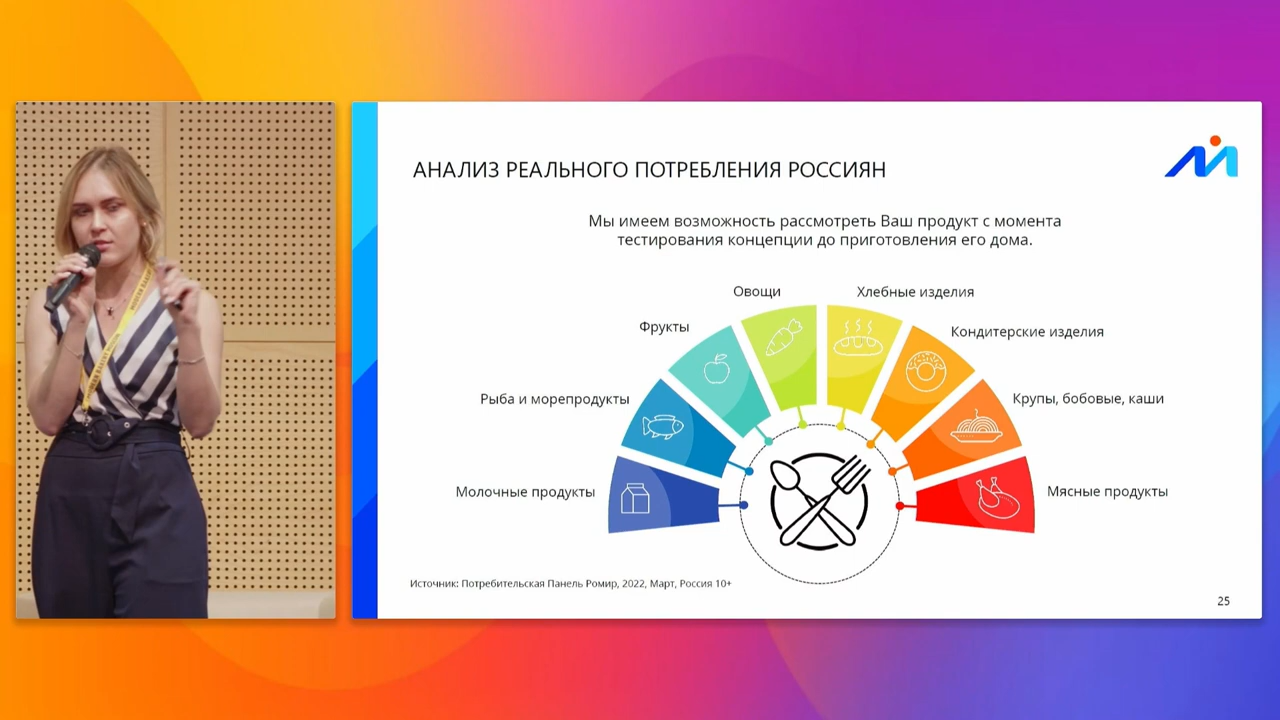 АНАЛИЗ РЕАЛЬНОГО ПОТРЕБЛЕНИЯ РОССИЯН
Мы имеем возможность рассмотреть Ваш продукт с момента
тестирования концепции до приготовления его дома.
Овощи
Хлебные изделия
Фрукты
Кондитерские изделия
Рыба и морепродукты
Крупы, бобовые, каши
Молочные продукты
Мясные продукты
Источник: Потребительская Панель Ромир, 2022, Март, Россия 10+
25